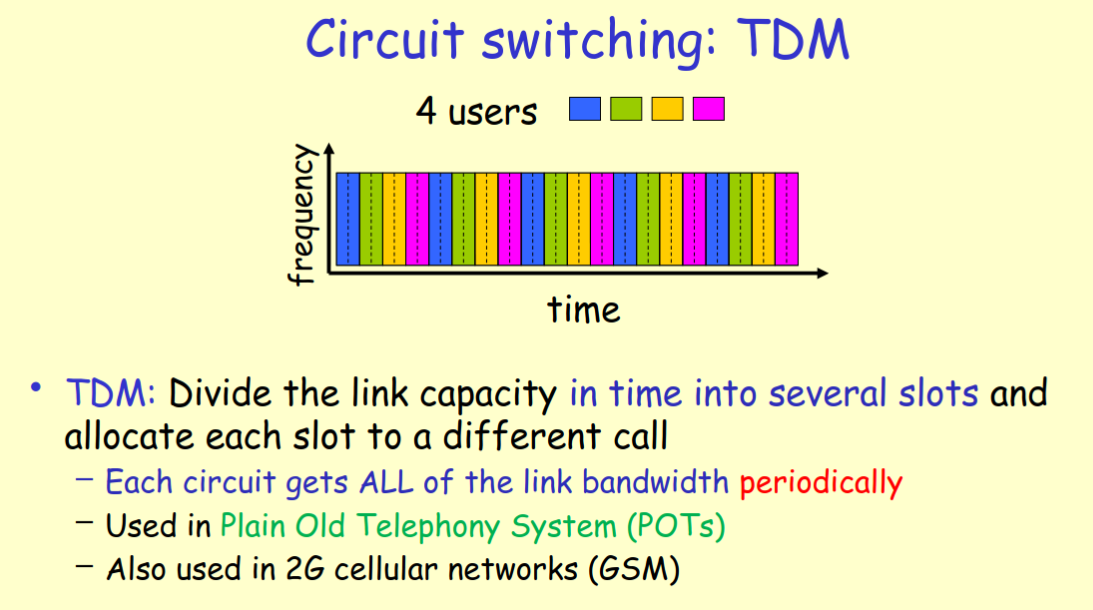 Circuit switching: TDM
4 users
frequency
time
• TDM: Divide the link capacity in time into several slots and
allocate each slot to a different call
– Each circuit gets ALL of the link bandwidth periodically
– Used in Plain Old Telephony System (POTs)
– Also used in 2G cellular networks (GSM)